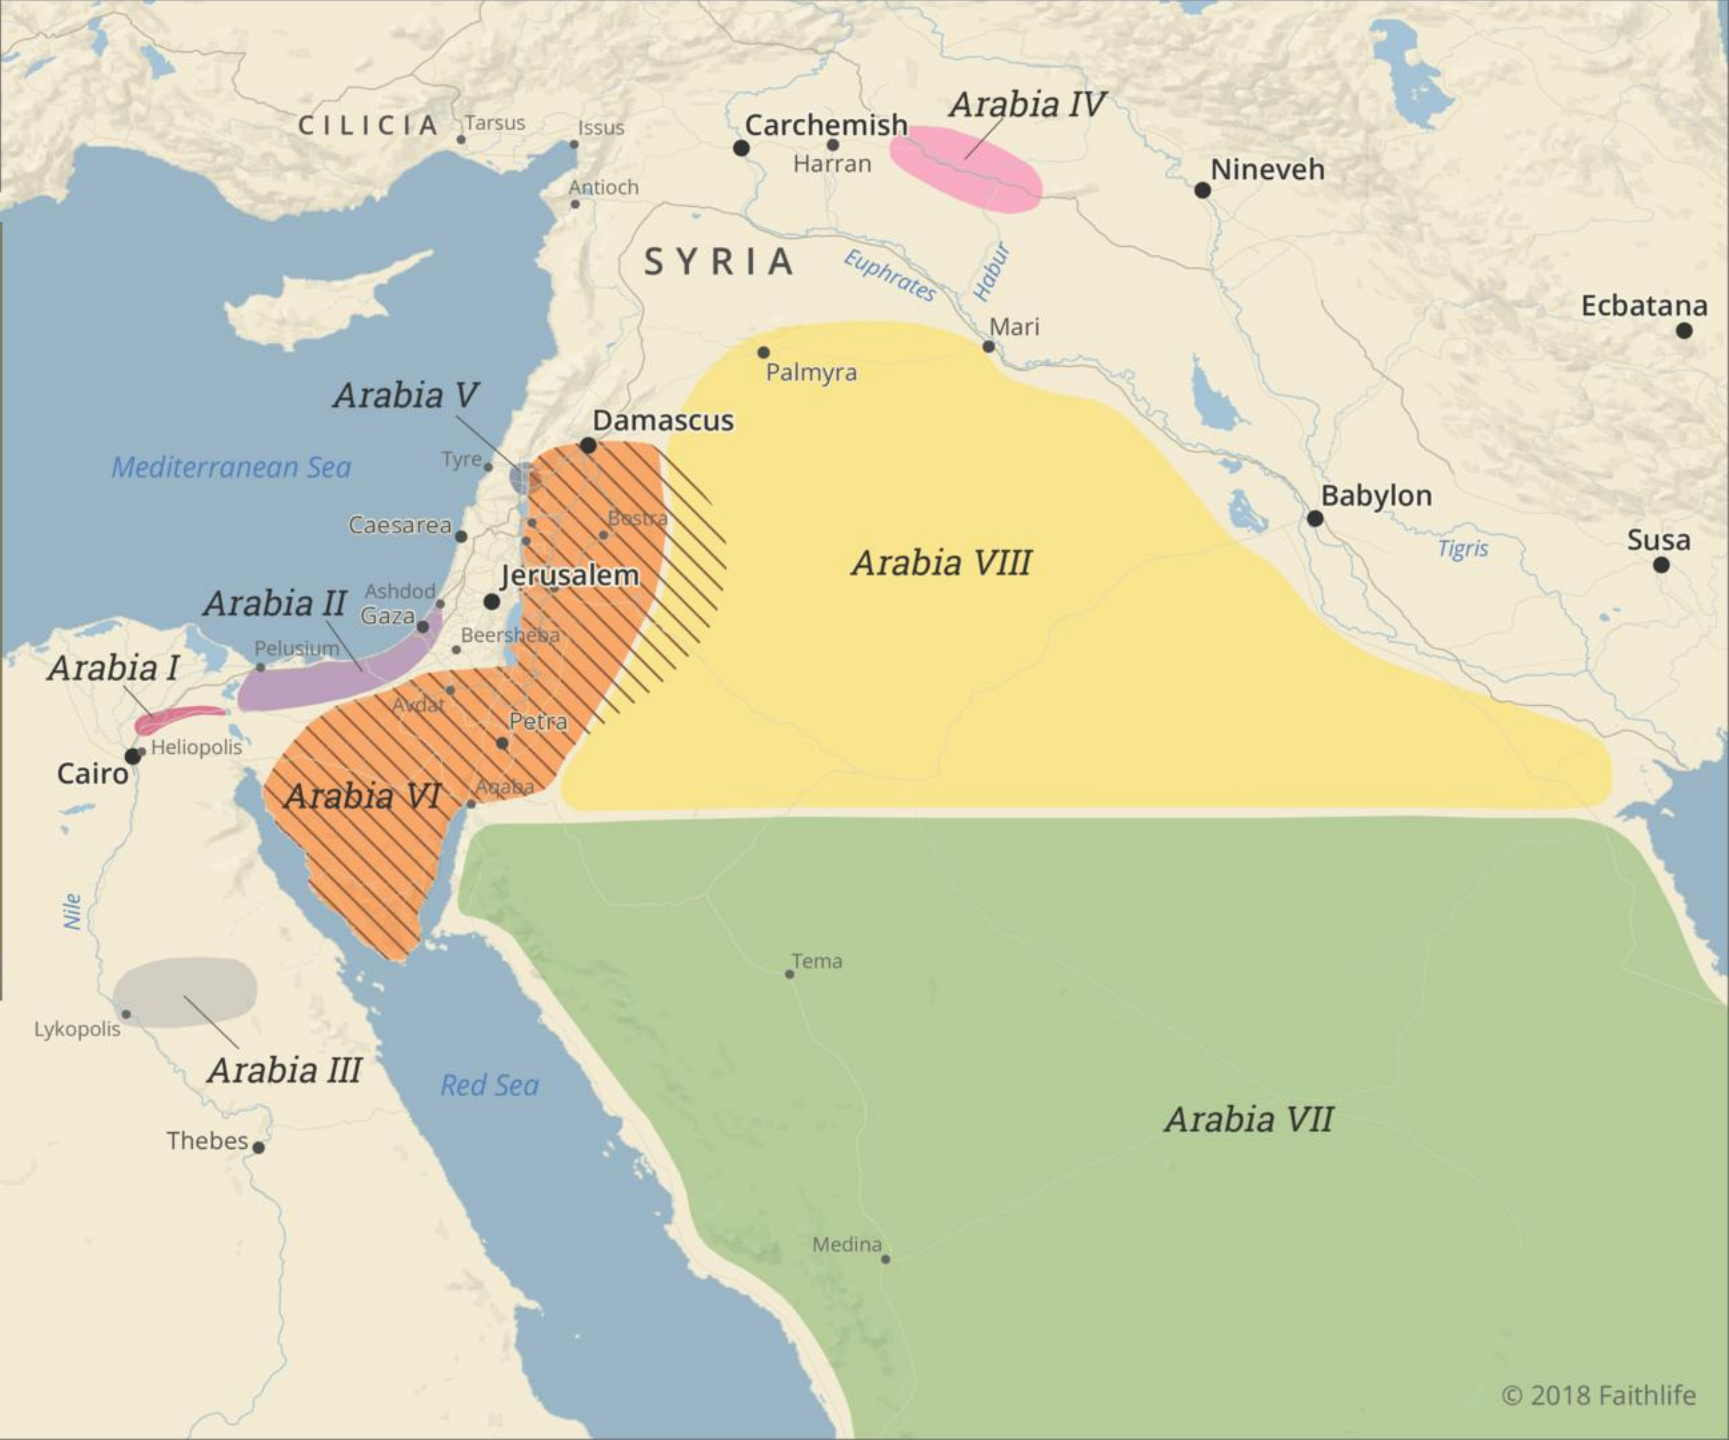 Arabia IV
CILICIA
Tarsus
Issus
Carchemish
Harran
Nineveh
Antioch
SYRIA
Euphrates
Habur
Ecbatana
Mari
Palmyra
Arabia V
Damascus
Mediterranean Sea
Tyre
Babylon
Caesarea
Bostra
Tigris
Susa
Arabia VIII
Jerusalem
Ashdod
Arabia II
Gaza
Beersheba
Pelusium
Arabia I
Avdat
Petra
Heliopolis
Cairo
Aqaba
Arabia VI
Nile
Tema
Lykopolis
Arabia III
Red Sea
Arabia VII
Thebes
Medina
© 2018 Faithlife